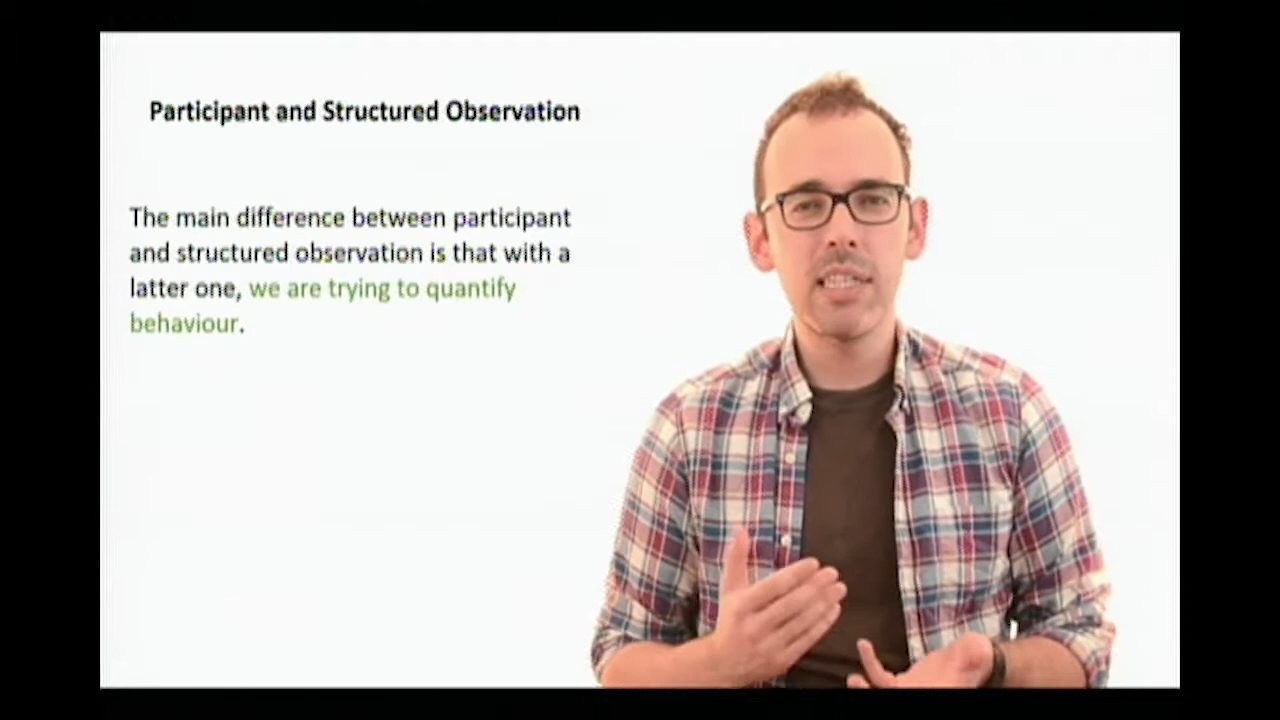 Participant and Structured Observation
The main difference between participant
and structured observation is that with a
latter one, we are trying to quantify
behaviour.